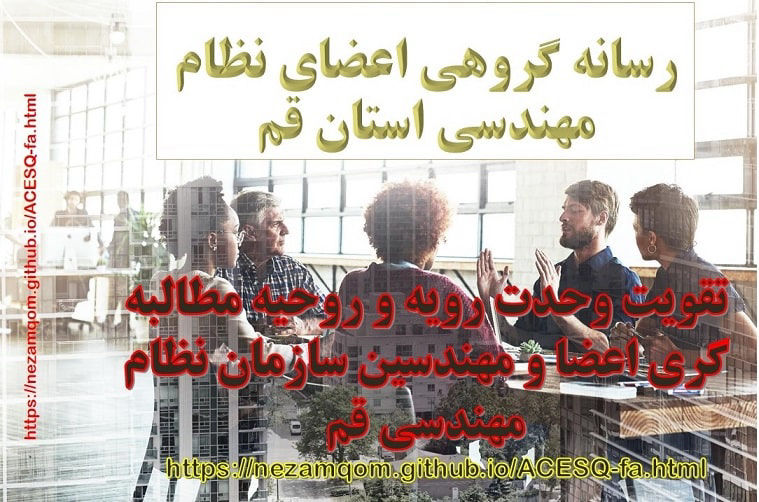 رسانه گروهی اعضای نظام
مهندسی استان قم
تقویت وحدت رویه و روحیه مطالبه
گری اعضا و مهندسین سازمان نظام
مهندسی قم
https://nezamqom.github.io/ACESQ-fa.html
https://nezamqom.github.io/ACESQ-fa.html